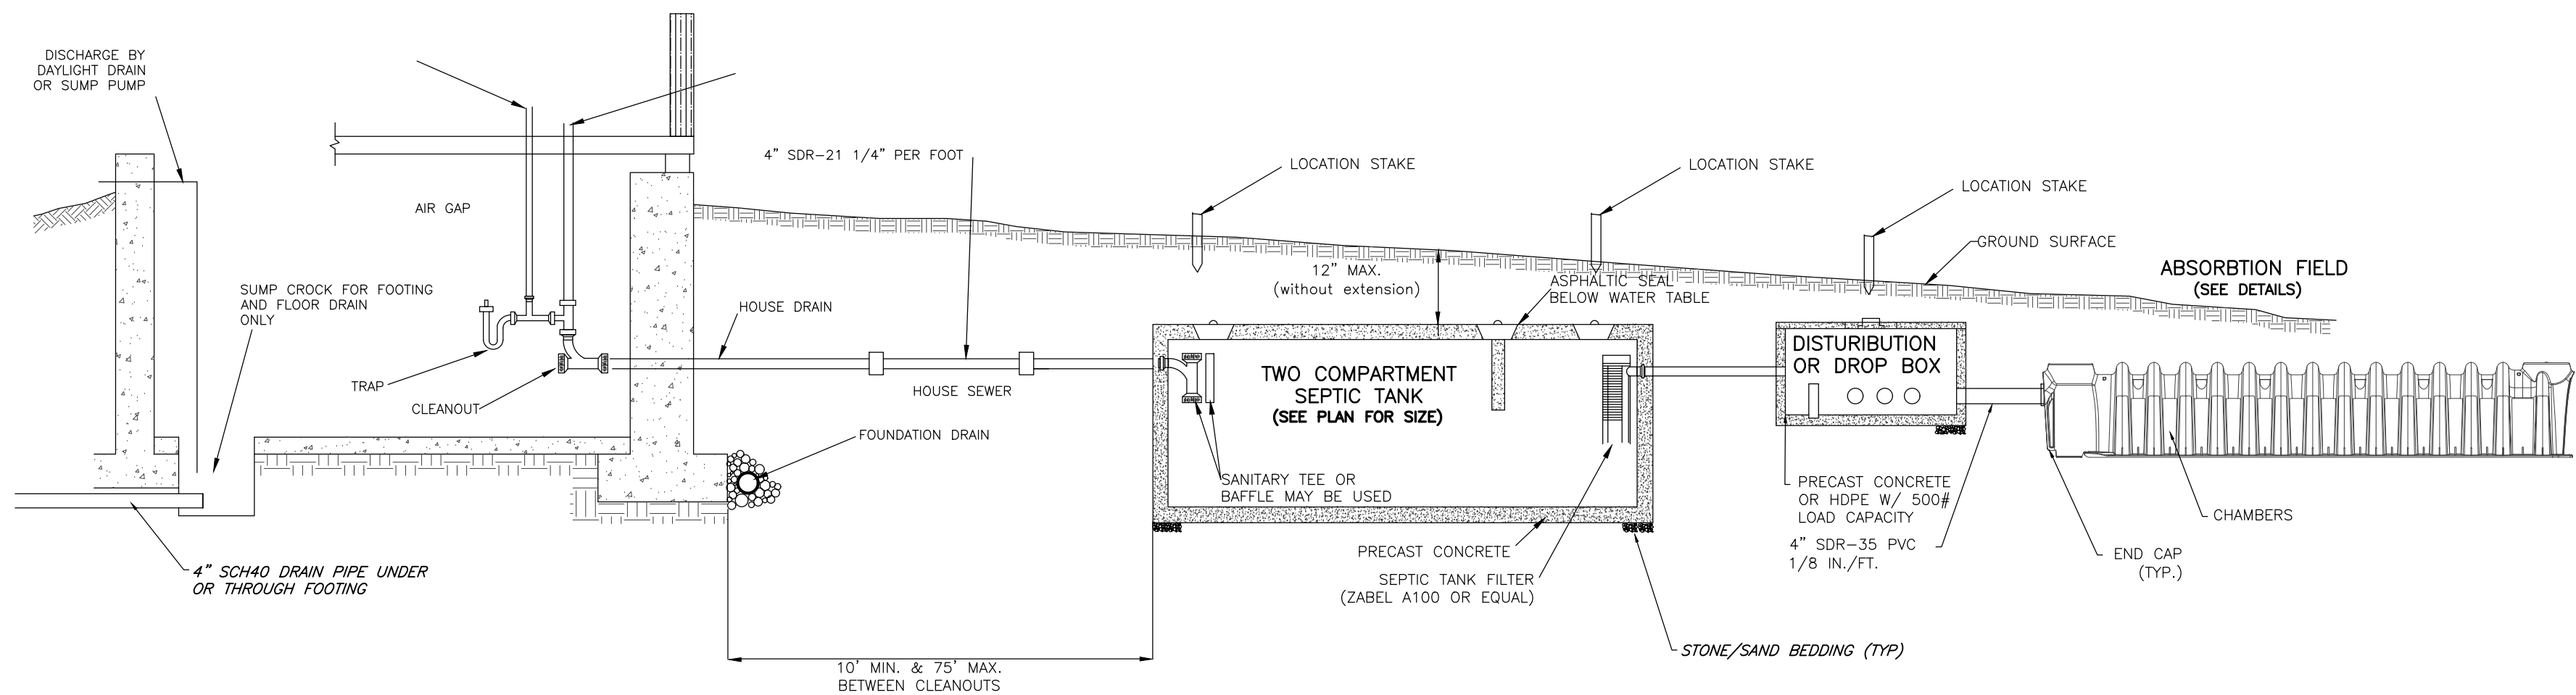 DISCHARGE BY
DAYLIGHT DRAIN
OR SUMP PUMP
AIR GAP
SUMP CROCK FOR FOOTING
AND FLOOR DRAIN
ONLY
TRAP
CLEANOUT
4" SCH40 DRAIN PIPE UNDER
OR THROUGH FOOTING
4" SDR-21 1/4" PER FOOT
HOUSE DRAIN
HOUSE SEWER
FOUNDATION DRAIN
10' MIN. & 75' MAX.
BETWEEN CLEANOUTS
LOCATION STAKE
12" MAX.
(without extension)
TWO COMPARTMENT
SEPTIC TANK
(SEE PLAN FOR SIZE)
SANITARY TEE OR
BAFFLE MAY BE USED
PRECAST CONCRETE
SEPTIC TANK FILTER
(ZABEL A100 OR EQUAL)
LOCATION STAKE
ASPHALTIC SEAL
BELOW WATER TABLE
STONE/SAND BEDDING (TYP)
LOCATION STAKE
GROUND SURFACE
DISTURIBUTION
OR DROP BOX
PRECAST CONCRETE
OR HDPE W/ 500#
LOAD CAPACITY
4" SDR-35 PVC
1/8 IN./FT.
ABSORBTION FIELD
(SEE DETAILS)
END CAP
(TYP.)
CHAMBERS